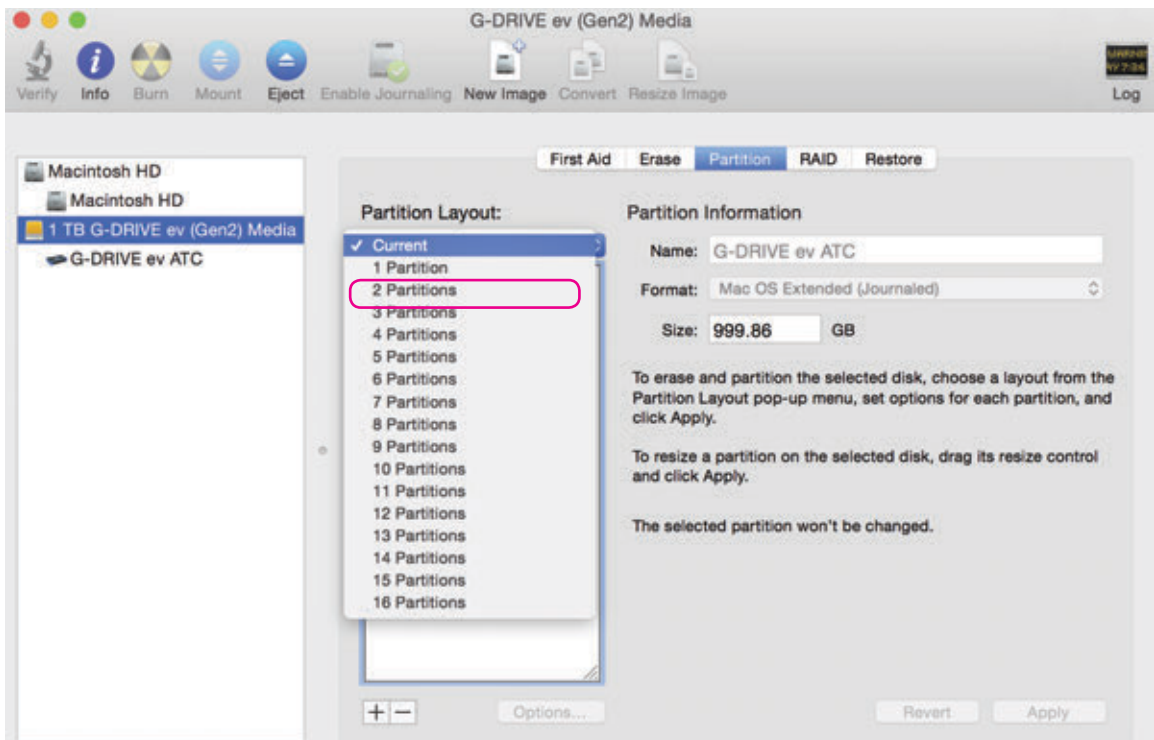 G-DRIVE ev (Gen2) Media
Verify Info Burn Mount Eject Enable Journaling New Image Convert Resize Image Log
First Aid Erase Partition RAID Restore
Macintosh HD
Macintosh HD
1 TB G-DRIVE ev (Gen2) Media
G-DRIVE ev ATC
Partition Layout:
✓ Current
1 Partition
2 Partitions
3 Partitions
4 Partitions
5 Partitions
6 Partitions
7 Partitions
8 Partitions
9 Partitions
10 Partitions
11 Partitions
12 Partitions
13 Partitions
14 Partitions
15 Partitions
16 Partitions
+ −
Options...
Partition Information
Name: G-DRIVE ev ATC
Format: Mac OS Extended (Journaled)
Size: 999.86 GB
To erase and partition the selected disk, choose a layout from the
Partition Layout pop-up menu, set options for each partition, and
click Apply.
To resize a partition on the selected disk, drag its resize control
and click Apply.
The selected partition won't be changed.
Revert Apply